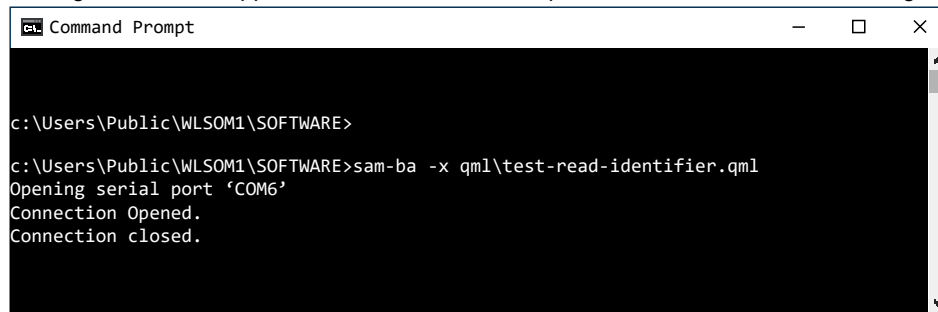 Command Prompt
c:\Users\Public\WLSOM1\SOFTWARE>
c:\Users\Public\WLSOM1\SOFTWARE>sam-ba -x qml\test-read-identifier.qml
Opening serial port ‘COM6’
Connection Opened.
Connection closed.